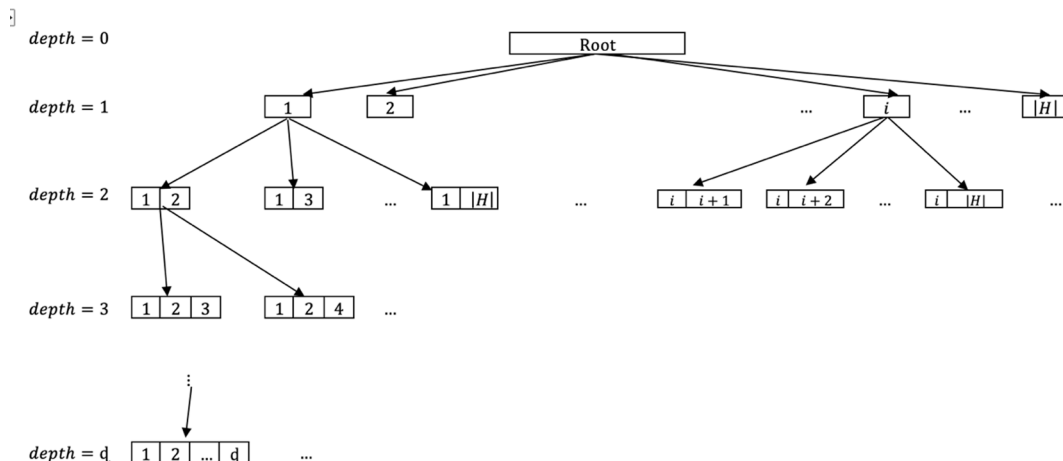 depth = 0 Root
depth = 1 1 2 ... i ... |H|
depth = 2 1 2 1 3 ... 1 |H| ... i i + 1 i i + 2 ... i |H| ...
depth = 3 1 2 3 1 2 4 ...
⋮
depth = d 1 2 ... d ...